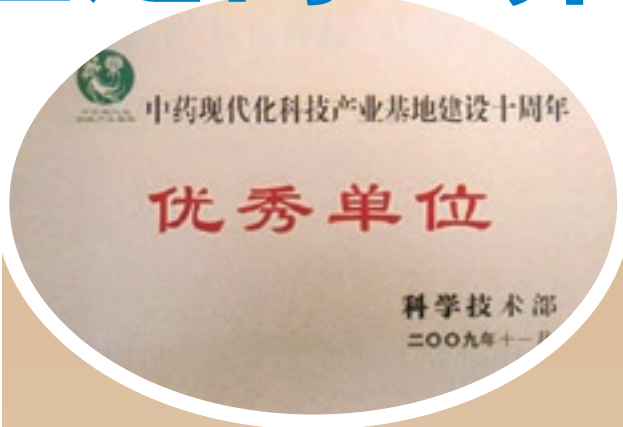 中药现代化科技产业基地建设十周年
优秀单位
科学技术部
二〇〇九年十一月